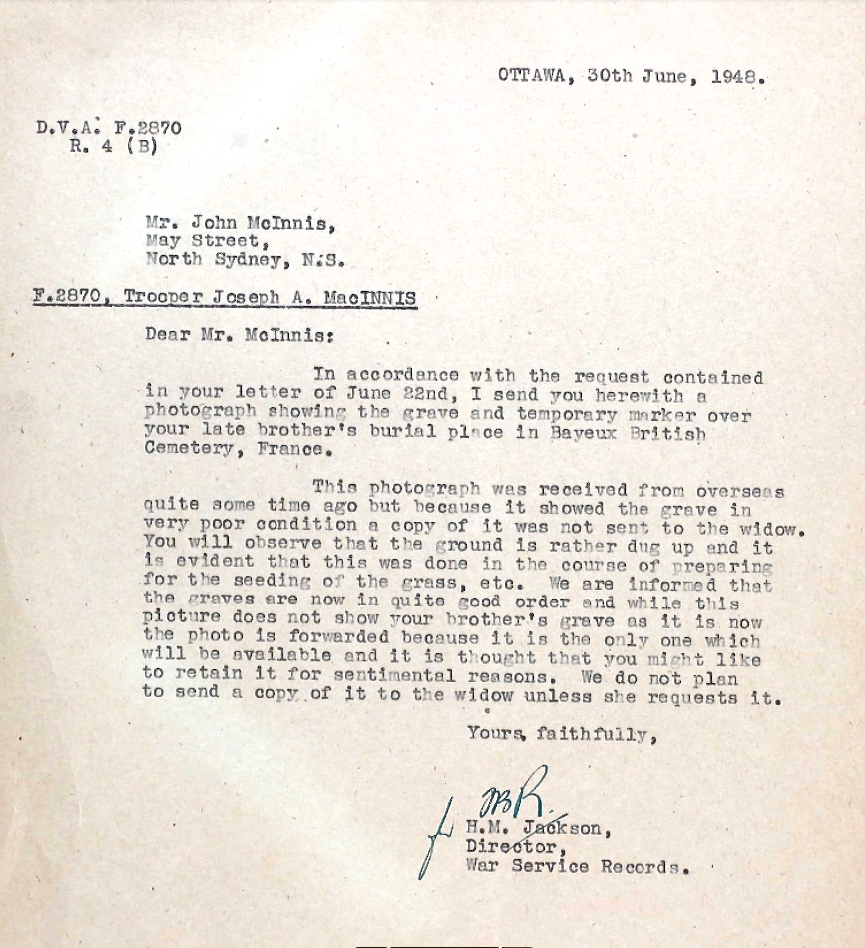 OTTAWA, 30th June, 1948.
D.V.A. F.2870
R. 4 (B)
Mr. John McInnis,
May Street,
North Sydney, N.S.
F.2870, Trooper Joseph A. MacINNIS
Dear Mr. McInnis:
In accordance with the request contained
in your letter of June 22nd, I send you herewith a
photograph showing the grave and temporary marker over
your late brother's burial place in Bayeux British
Cemetery, France.
This photograph was received from overseas
quite some time ago but because it showed the grave in
very poor condition a copy of it was not sent to the widow.
You will observe that the ground is rather dug up and it
is evident that this was done in the course of preparing
for the seeding of the grass, etc. We are informed that
the graves are now in quite good order and while this
picture does not show your brother's grave as it is now
the photo is forwarded because it is the only one which
will be available and it is thought that you might like
to retain it for sentimental reasons. We do not plan
to send a copy of it to the widow unless she requests it.
Yours, faithfully,
H.M. Jackson,
Director,
War Service Records.